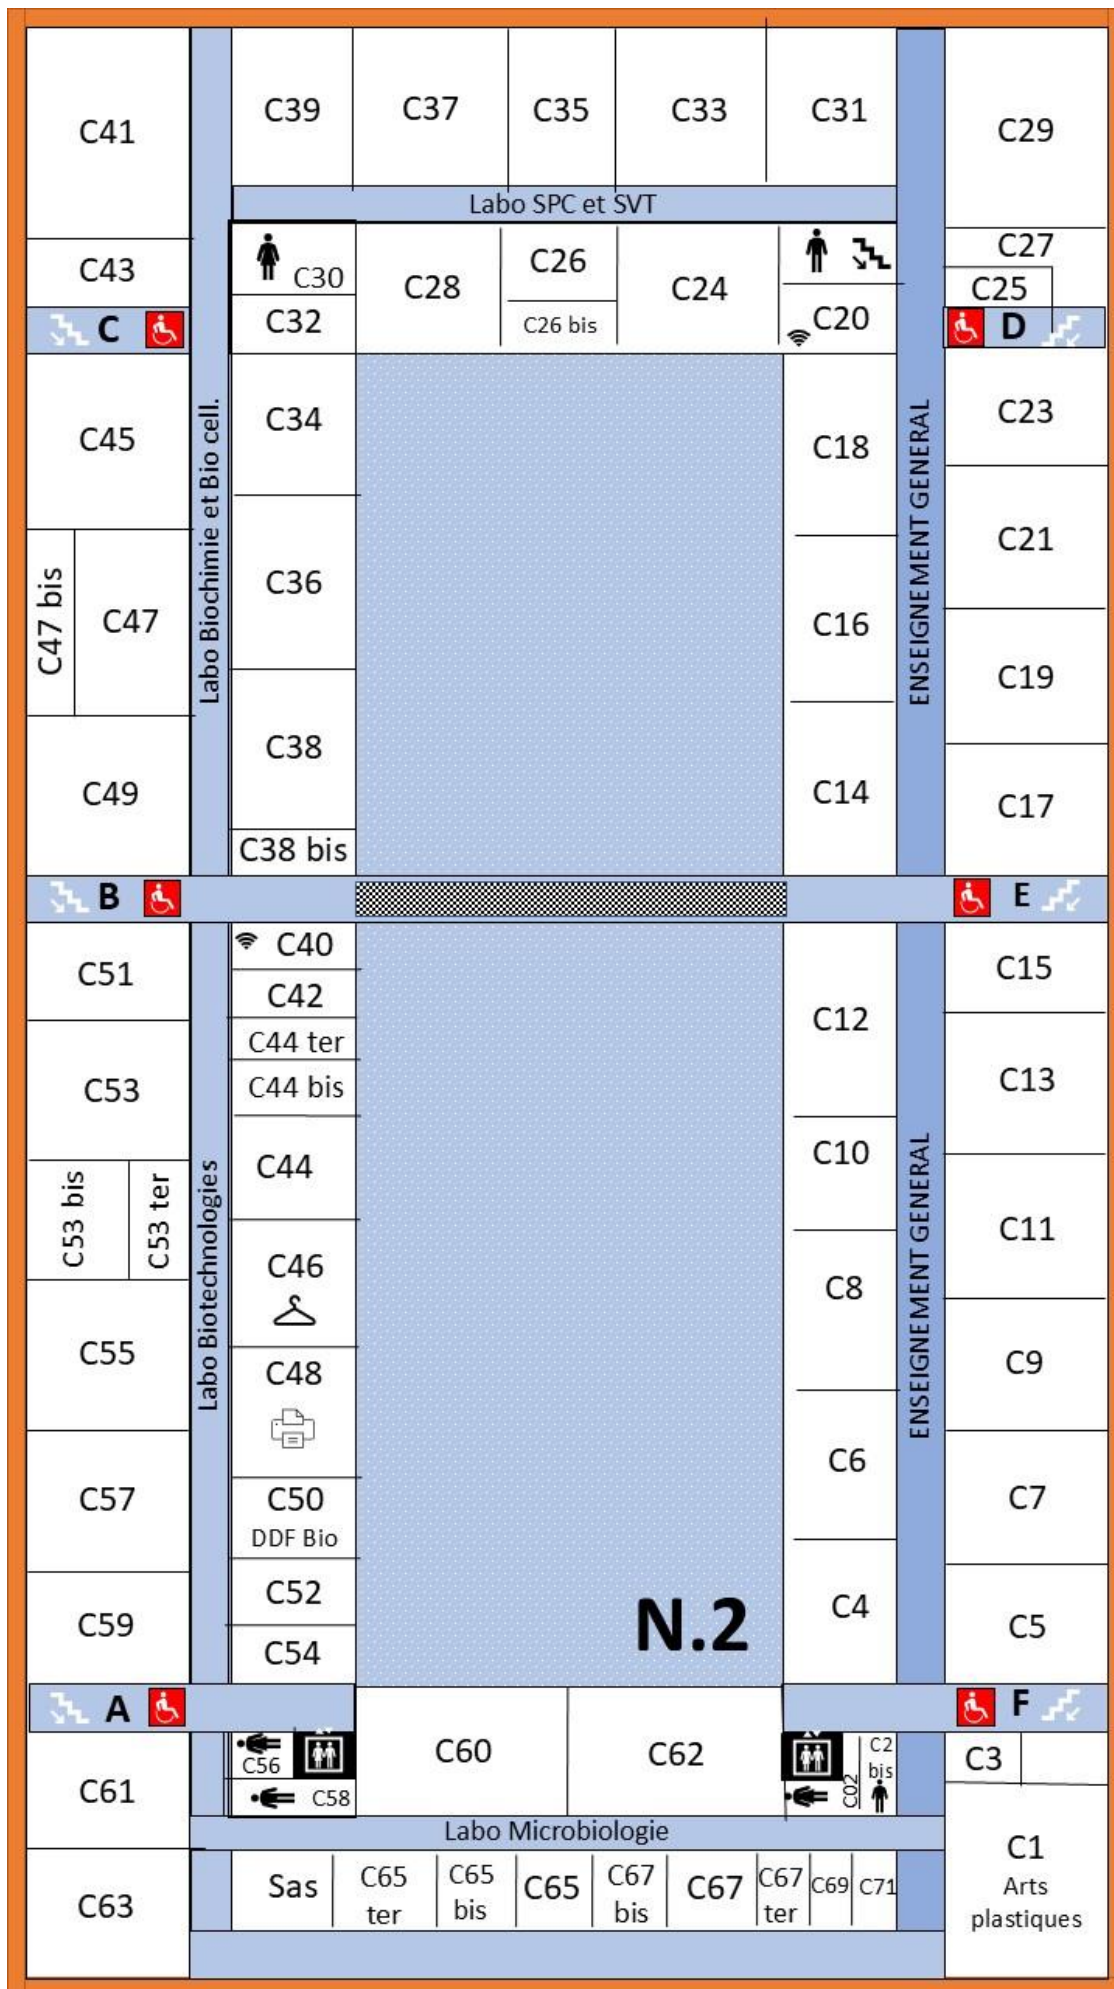 C41
C39
C37
C35
C33
C31
C29
Labo SPC et SVT
C43
C30
C28
C26
C26 bis
C24
C27
C25
C
C32
C20
D
C45
C34
C18
C23
Labo Biochimie et Bio cell.
ENSEIGNEMENT GENERAL
C47 bis
C47
C36
C16
C21
C19
C49
C38
C38 bis
C14
C17
B
E
C51
C40
C42
C44 ter
C44 bis
C12
C15
C53
C13
C53 bis
C53 ter
C44
C10
C11
Labo Biotechnologies
ENSEIGNEMENT GENERAL
C46
C8
C55
C48
C9
C57
C50
DDF Bio
C6
C7
C59
C52
C54
N.2
C4
C5
A
F
C61
C56
C58
C60
C62
C02
C2
bis
C3
Labo Microbiologie
C1
Arts
plastiques
C63
Sas
C65
ter
C65
bis
C65
C67
bis
C67
C67
ter
C69
C71